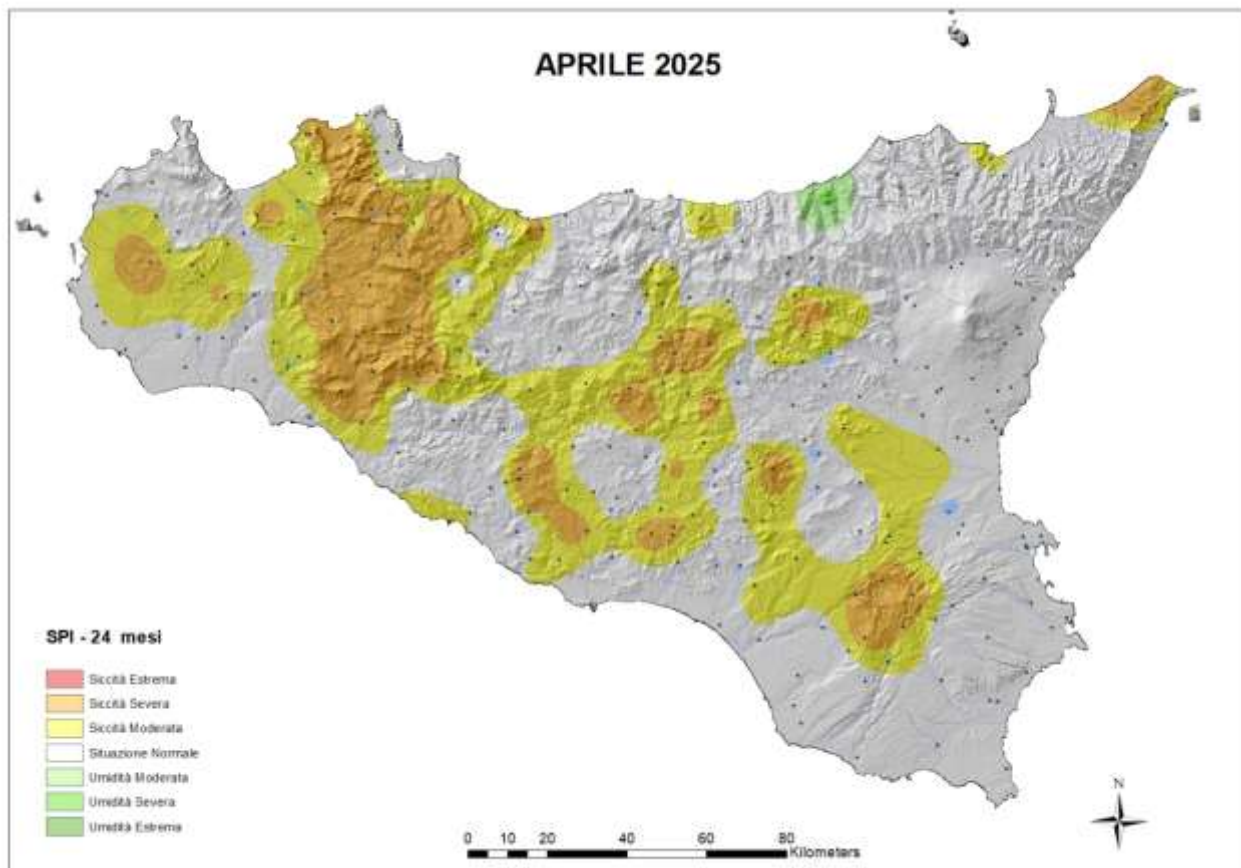 APRILE 2025
SPI - 24 mesi
Siccità Estrema
Siccità Severa
Siccità Moderata
Situazione Normale
Umidità Moderata
Umidità Severa
Umidità Estrema
N
0 10 20 40 60 80
Kilometers